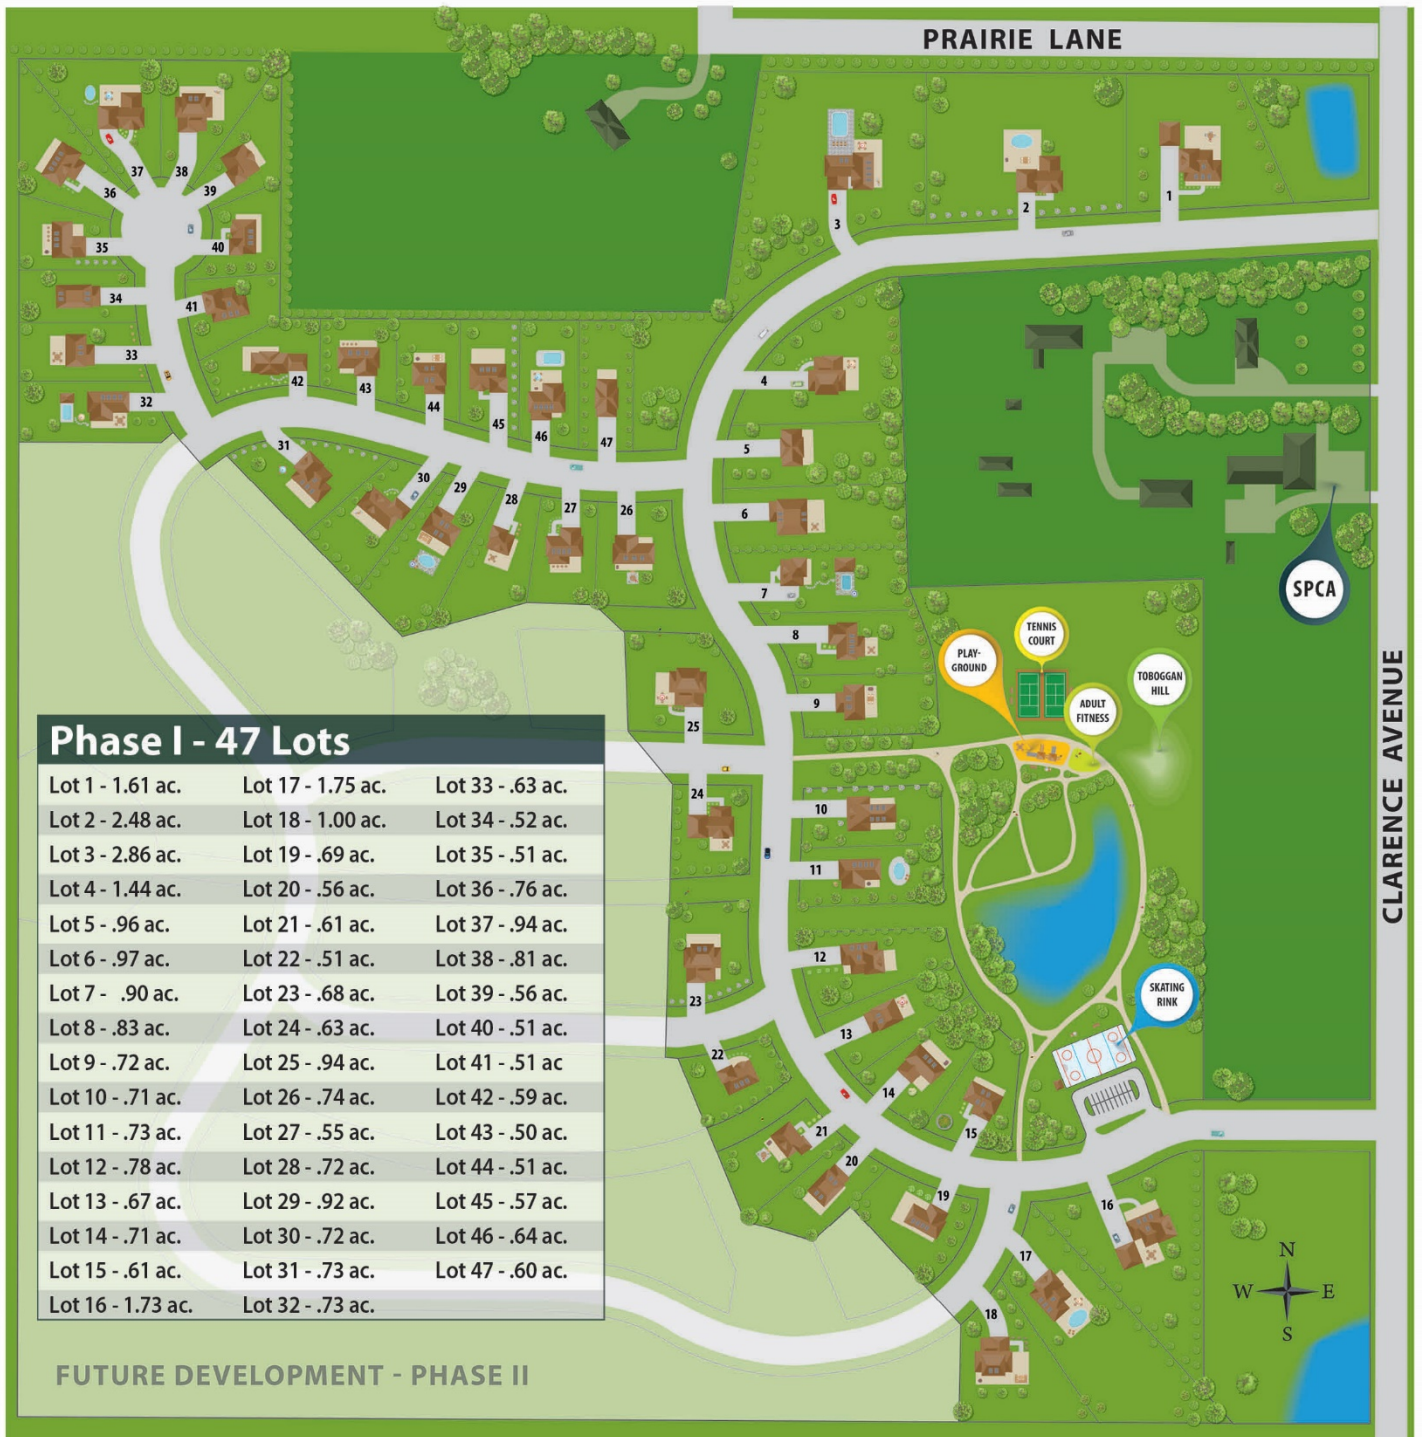 PRAIRIE LANE
37
38
36
39
35
40
34
41
33
32
42
43
44
45
46
47
31
30
29
28
27
26
3
2
1
4
5
6
7
8
9
25
24
10
11
12
23
22
13
14
15
21
20
19
16
17
18
SPCA
TENNIS
COURT
PLAY-
GROUND
ADULT
FITNESS
TOBOGGAN
HILL
SKATING
RINK
CLARENCE AVENUE
Phase I - 47 Lots
Lot 1 - 1.61 ac.
Lot 2 - 2.48 ac.
Lot 3 - 2.86 ac.
Lot 4 - 1.44 ac.
Lot 5 - .96 ac.
Lot 6 - .97 ac.
Lot 7 - .90 ac.
Lot 8 - .83 ac.
Lot 9 - .72 ac.
Lot 10 - .71 ac.
Lot 11 - .73 ac.
Lot 12 - .78 ac.
Lot 13 - .67 ac.
Lot 14 - .71 ac.
Lot 15 - .61 ac.
Lot 16 - 1.73 ac.
Lot 17 - 1.75 ac.
Lot 18 - 1.00 ac.
Lot 19 - .69 ac.
Lot 20 - .56 ac.
Lot 21 - .61 ac.
Lot 22 - .51 ac.
Lot 23 - .68 ac.
Lot 24 - .63 ac.
Lot 25 - .94 ac.
Lot 26 - .74 ac.
Lot 27 - .55 ac.
Lot 28 - .72 ac.
Lot 29 - .92 ac.
Lot 30 - .72 ac.
Lot 31 - .73 ac.
Lot 32 - .73 ac.
Lot 33 - .63 ac.
Lot 34 - .52 ac.
Lot 35 - .51 ac.
Lot 36 - .76 ac.
Lot 37 - .94 ac.
Lot 38 - .81 ac.
Lot 39 - .56 ac.
Lot 40 - .51 ac.
Lot 41 - .51 ac
Lot 42 - .59 ac.
Lot 43 - .50 ac.
Lot 44 - .51 ac.
Lot 45 - .57 ac.
Lot 46 - .64 ac.
Lot 47 - .60 ac.
FUTURE DEVELOPMENT - PHASE II
N
W E
S